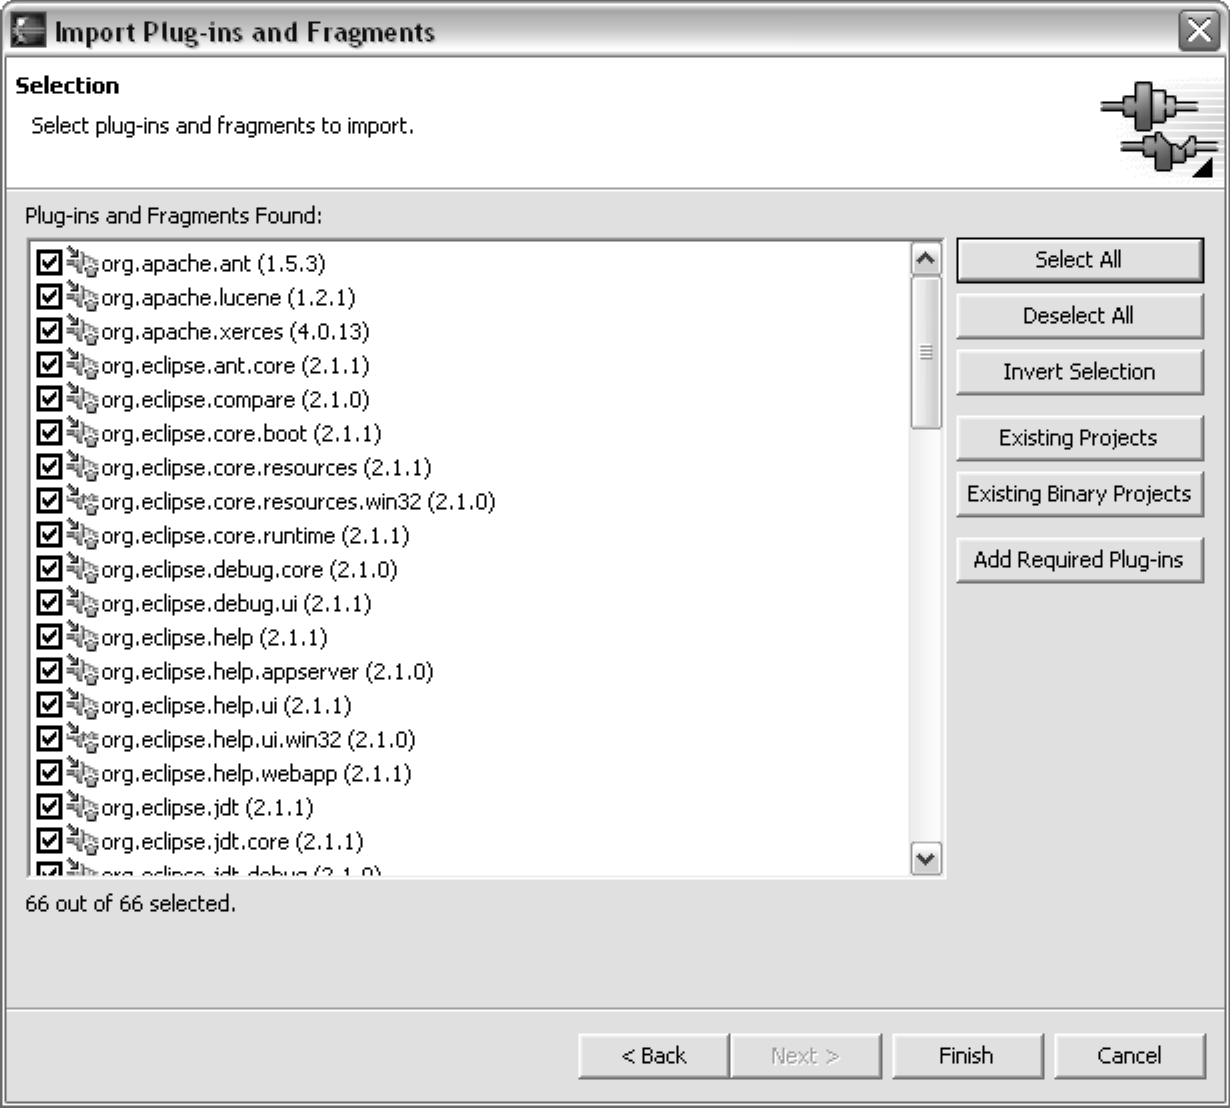 Import Plug-ins and Fragments
Selection
Select plug-ins and fragments to import.
Plug-ins and Fragments Found:
org.apache.ant (1.5.3)
org.apache.lucene (1.2.1)
org.apache.xerces (4.0.13)
org.eclipse.ant.core (2.1.1)
org.eclipse.compare (2.1.0)
org.eclipse.core.boot (2.1.1)
org.eclipse.core.resources (2.1.1)
org.eclipse.core.resources.win32 (2.1.0)
org.eclipse.core.runtime (2.1.1)
org.eclipse.debug.core (2.1.0)
org.eclipse.debug.ui (2.1.1)
org.eclipse.help (2.1.1)
org.eclipse.help.appserver (2.1.0)
org.eclipse.help.ui (2.1.1)
org.eclipse.help.ui.win32 (2.1.0)
org.eclipse.help.webapp (2.1.1)
org.eclipse.jdt (2.1.1)
org.eclipse.jdt.core (2.1.1)
org.eclipse.jdt.debug (2.1.0)
Select All
Deselect All
Invert Selection
Existing Projects
Existing Binary Projects
Add Required Plug-ins
66 out of 66 selected.
< Back
Next >
Finish
Cancel